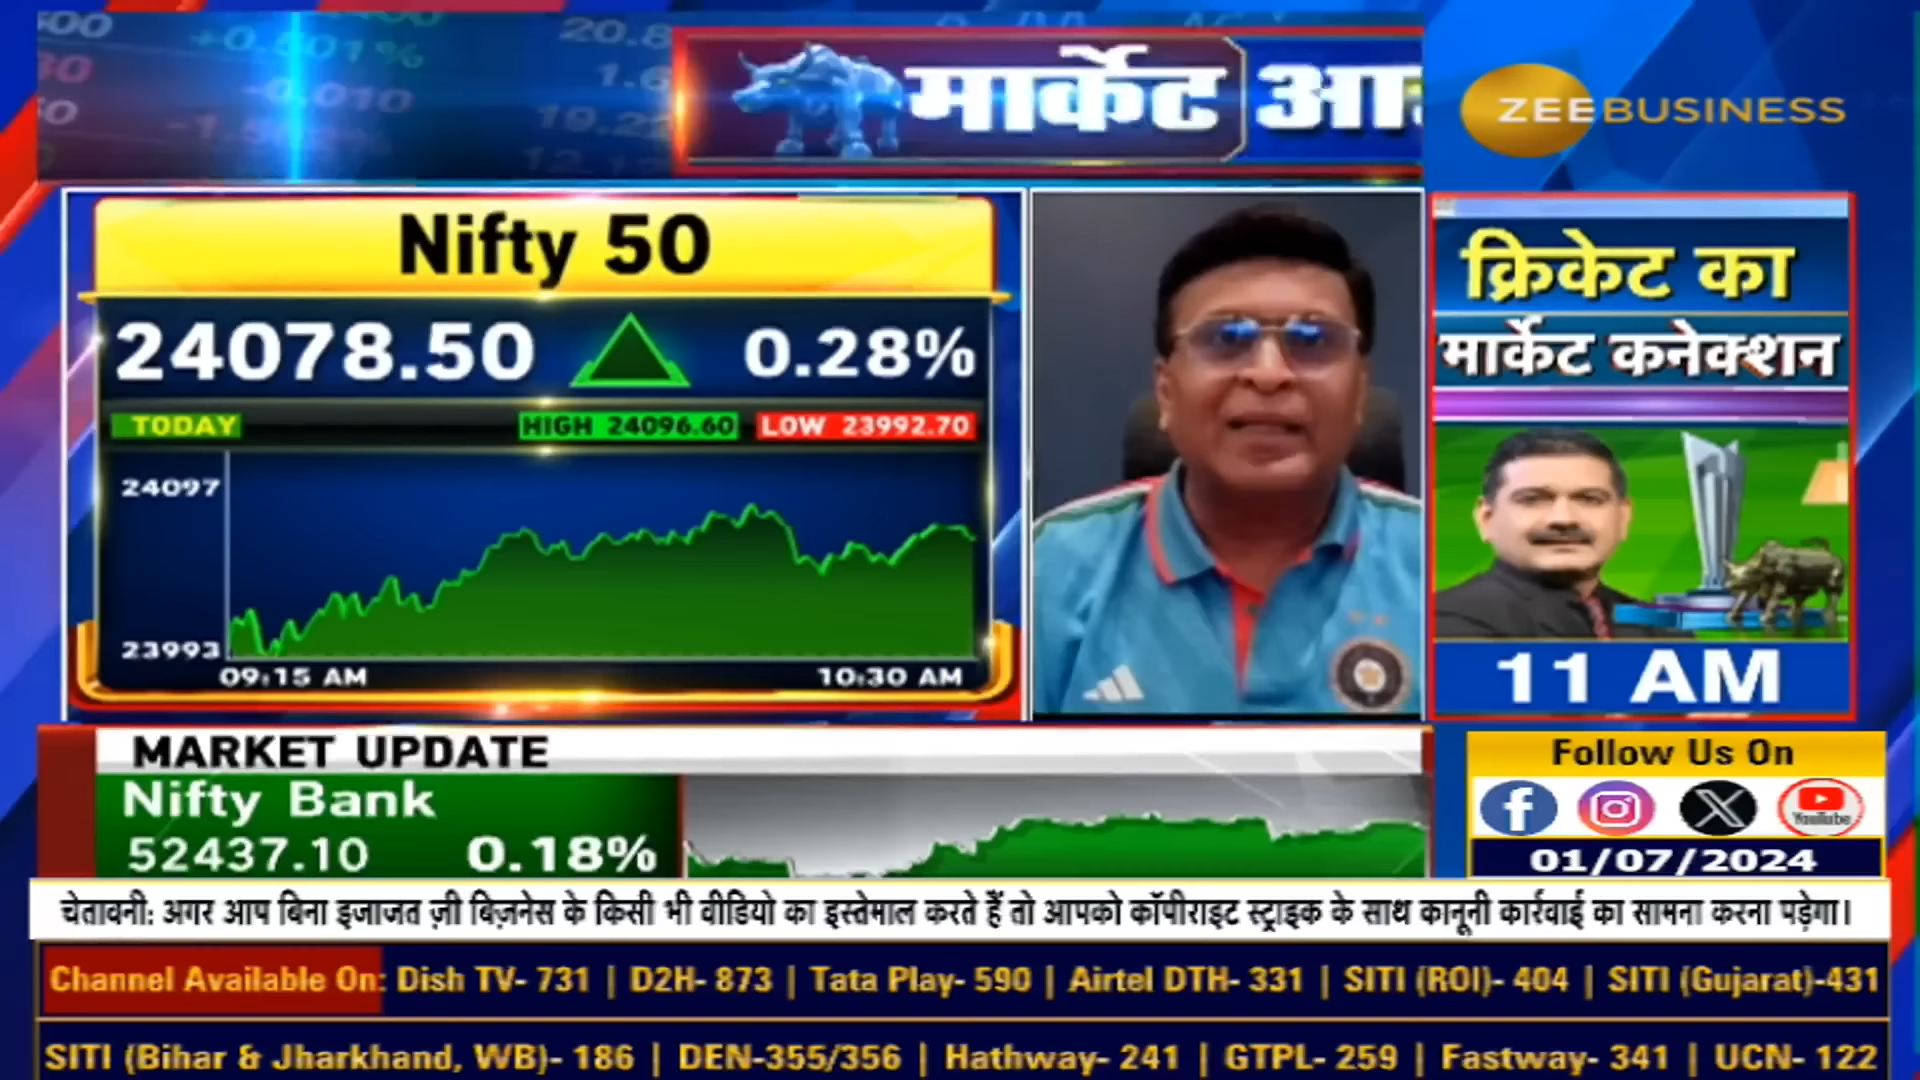 मार्केट
ZEE BUSINESS
Nifty 50
24078.50 0.28%
TODAY HIGH 24096.60 LOW 23992.70
24097
23993
09:15 AM 10:30 AM
क्रिकेट का
मार्केट कनेक्शन
11 AM
MARKET UPDATE
Nifty Bank
52437.10 0.18%
Follow Us On
YouTube
01/07/2024
चेतावनी: अगर आप बिना इजाजत ज़ी बिज़नेस के किसी भी वीडियो का इस्तेमाल करते हैं तो आपको कॉपीराइट स्ट्राइक के साथ कानूनी कार्रवाई का सामना करना पड़ेगा।
Channel Available On: Dish TV- 731 | D2H- 873 | Tata Play- 590 | Airtel DTH- 331 | SITI (ROI)- 404 | SITI (Gujarat)-431
SITI (Bihar & Jharkhand, WB)- 186 | DEN-355/356 | Hathway- 241 | GTPL- 259 | Fastway- 341 | UCN- 122